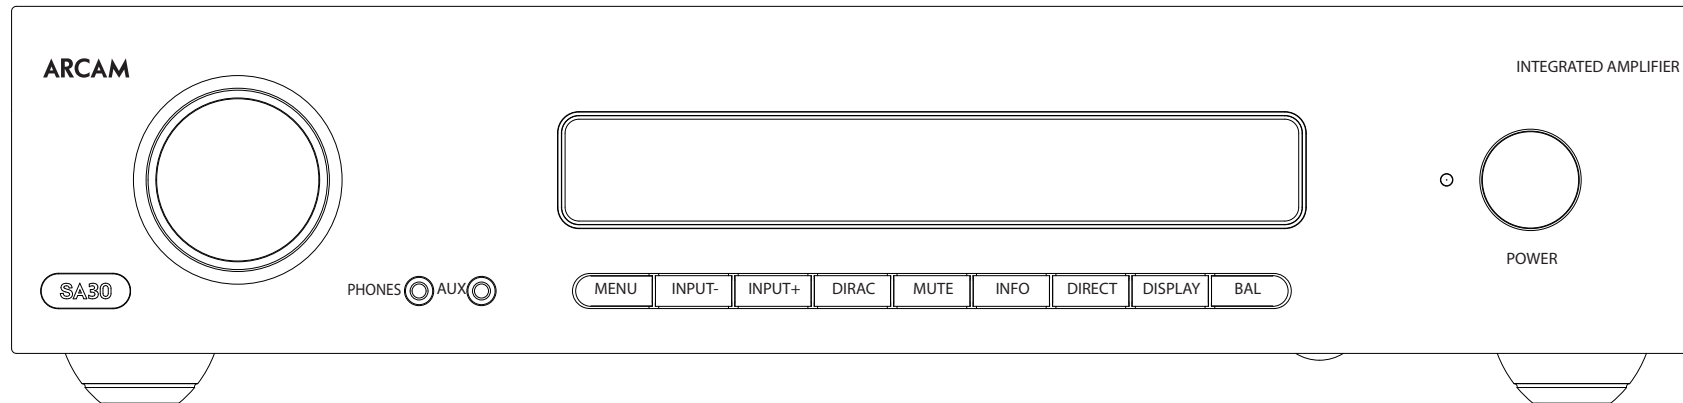 ARCAM
INTEGRATED AMPLIFIER
POWER
SA30
PHONES AUX
MENU INPUT- INPUT+ DIRAC MUTE INFO DIRECT DISPLAY BAL